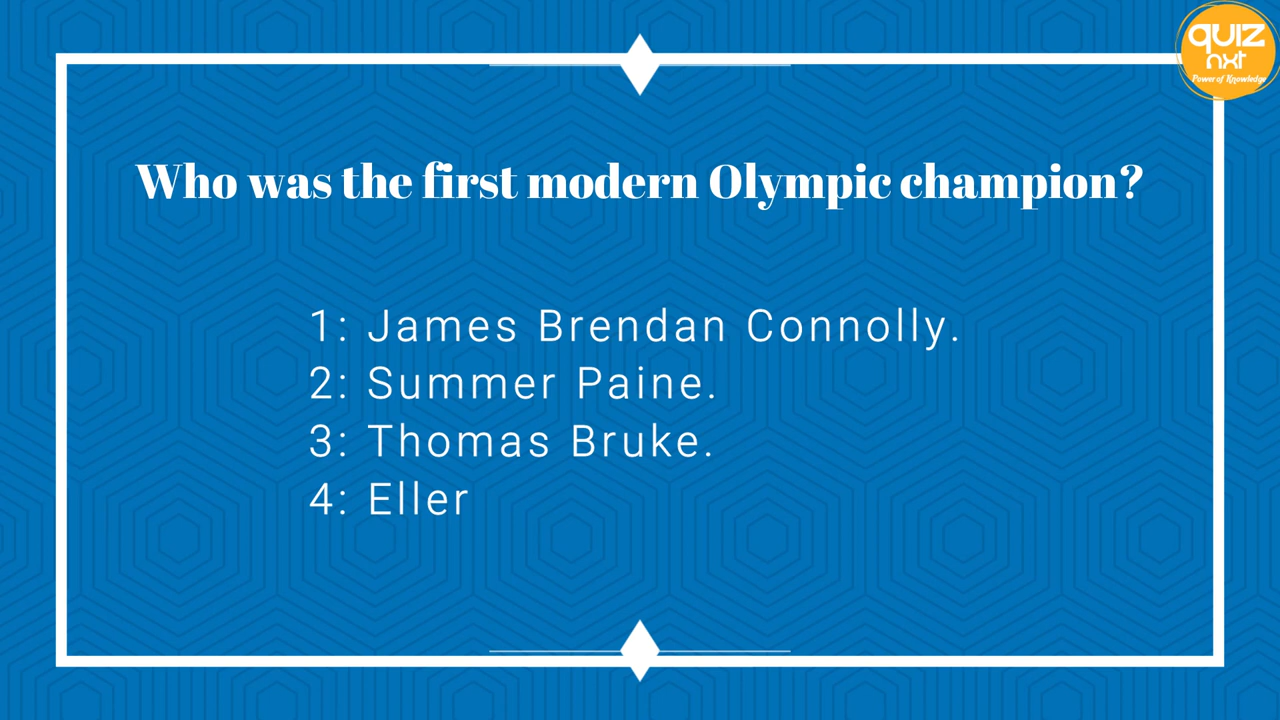 QUIZ
nxt
Power of Knowledge
Who was the first modern Olympic champion?
1: James Brendan Connolly.
2: Summer Paine.
3: Thomas Bruke.
4: Eller